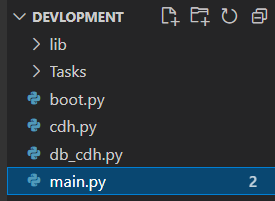 DEVLOPMENT
lib
Tasks
boot.py
cdh.py
db_cdh.py
main.py 2